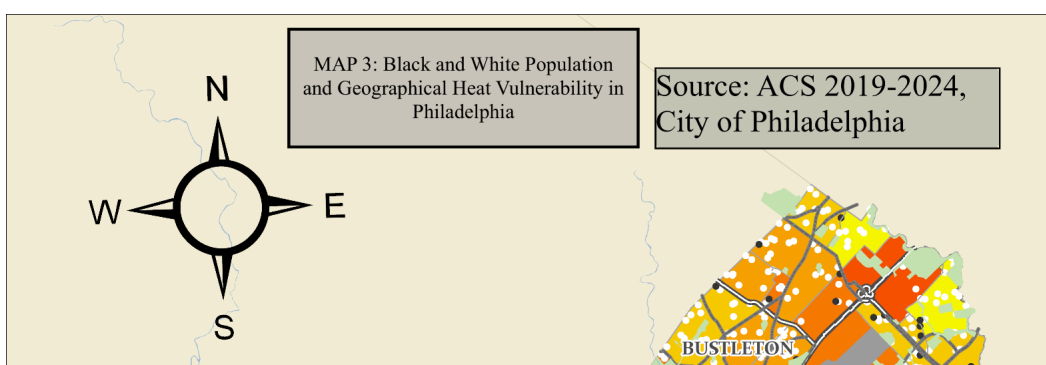 MAP 3: Black and White Population
and Geographical Heat Vulnerability in
Philadelphia
Source: ACS 2019-2024,
City of Philadelphia
N
W
E
S
BUSTLETON